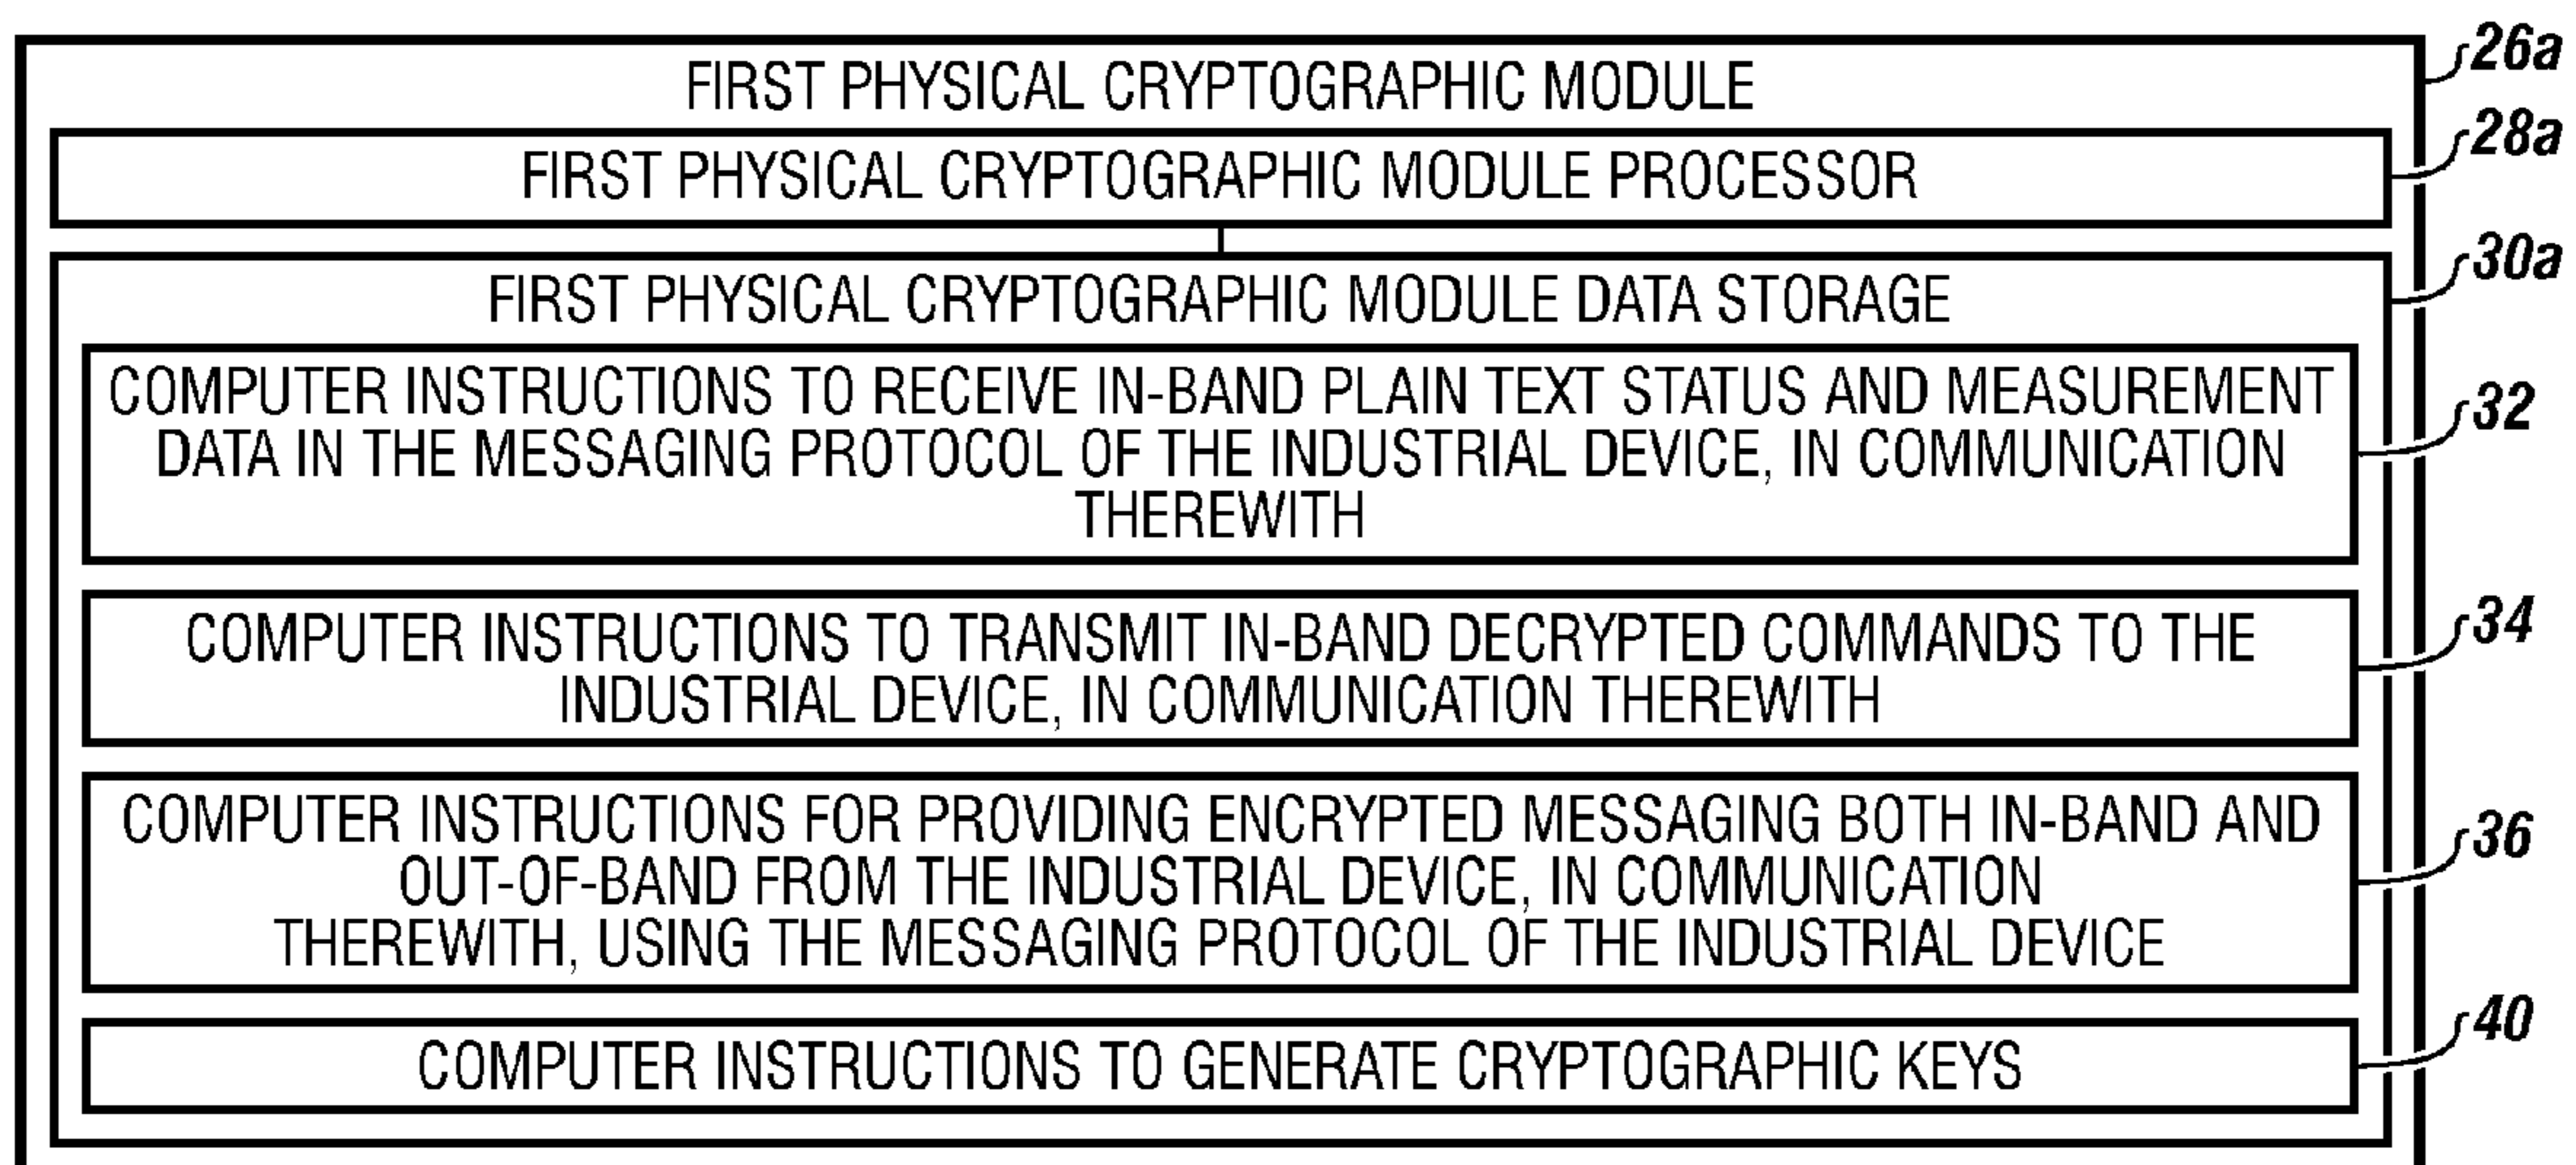 26a
FIRST PHYSICAL CRYPTOGRAPHIC MODULE
28a
FIRST PHYSICAL CRYPTOGRAPHIC MODULE PROCESSOR
30a
FIRST PHYSICAL CRYPTOGRAPHIC MODULE DATA STORAGE
COMPUTER INSTRUCTIONS TO RECEIVE IN-BAND PLAIN TEXT STATUS AND MEASUREMENT
32
DATA IN THE MESSAGING PROTOCOL OF THE INDUSTRIAL DEVICE, IN COMMUNICATION
THEREWITH
34
COMPUTER INSTRUCTIONS TO TRANSMIT IN-BAND DECRYPTED COMMANDS TO THE
INDUSTRIAL DEVICE, IN COMMUNICATION THEREWITH
COMPUTER INSTRUCTIONS FOR PROVIDING ENCRYPTED MESSAGING BOTH IN-BAND AND
36
OUT-OF-BAND FROM THE INDUSTRIAL DEVICE, IN COMMUNICATION
THEREWITH, USING THE MESSAGING PROTOCOL OF THE INDUSTRIAL DEVICE
40
COMPUTER INSTRUCTIONS TO GENERATE CRYPTOGRAPHIC KEYS